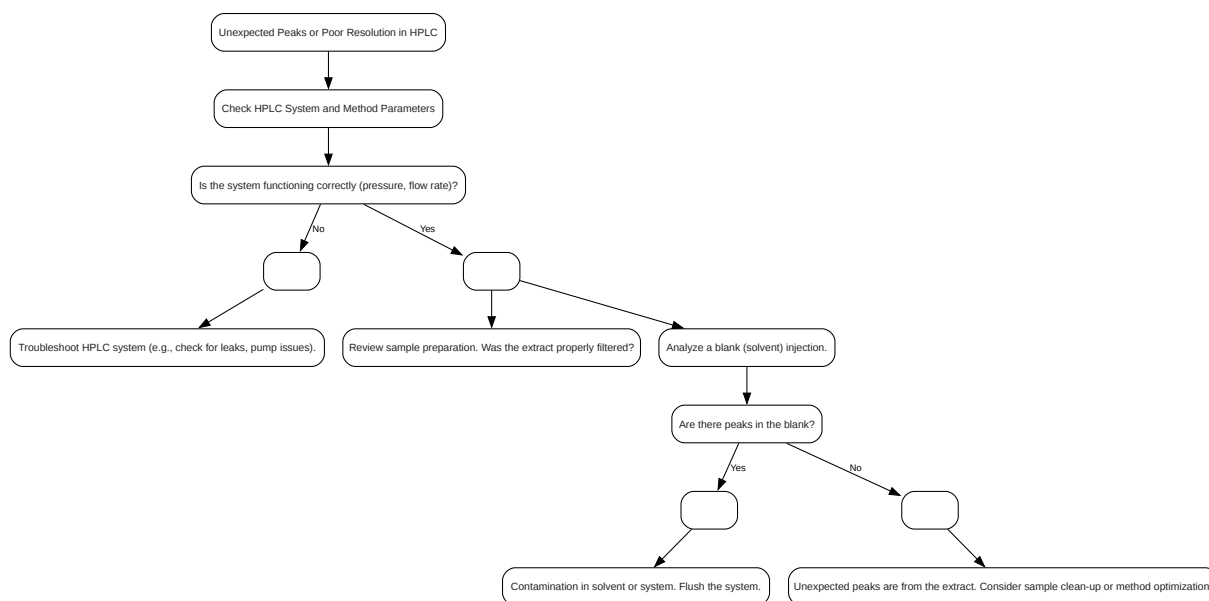 Unexpected Peaks or Poor Resolution in HPLC
Check HPLC System and Method Parameters
Is the system functioning correctly (pressure, flow rate)?
No
Yes
Troubleshoot HPLC system (e.g., check for leaks, pump issues).
Review sample preparation. Was the extract properly filtered?
Analyze a blank (solvent) injection.
Are there peaks in the blank?
Yes
No
Contamination in solvent or system. Flush the system.
Unexpected peaks are from the extract. Consider sample clean-up or method optimization